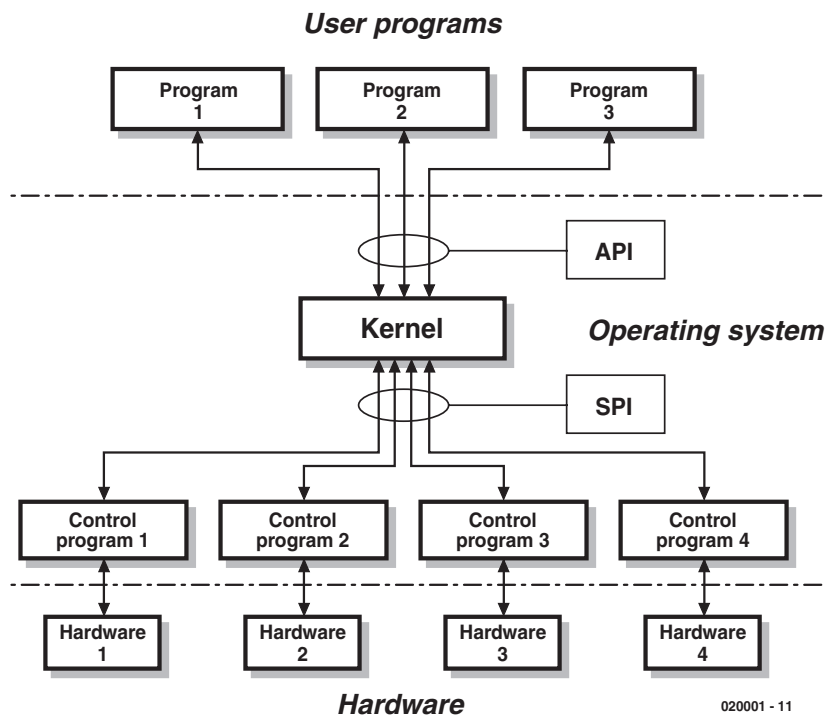 User programs
Program
1
Program
2
Program
3
API
Kernel
Operating system
SPI
Control
program 1
Control
program 2
Control
program 3
Control
program 4
Hardware
1
Hardware
2
Hardware
3
Hardware
4
Hardware
020001 - 11